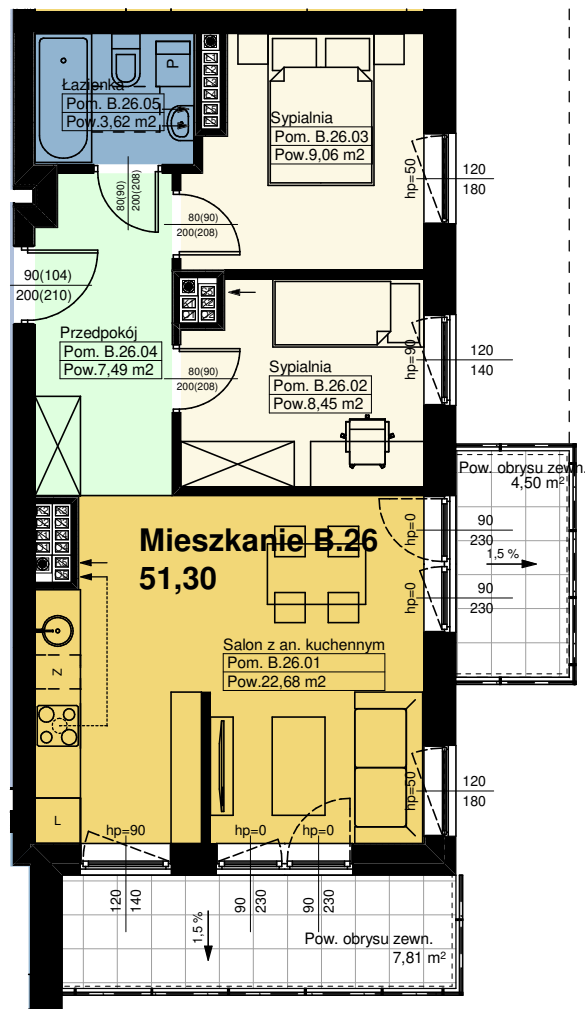 Łazienka
Pom. B.26.05
Pow.3,62 m2
P
Sypialnia
Pom. B.26.03
Pow.9,06 m2
hp=50
120
180
80(90)
200(208)
80(90)
200(208)
90(104)
200(210)
Przedpokój
Pom. B.26.04
Pow.7,49 m2
80(90)
200(208)
Sypialnia
Pom. B.26.02
Pow.8,45 m2
hp=90
120
140
Pow. obrysu zewn.
4,50 m²
Mieszkanie B.26
51,30
hp=0
90
230
1,5 %
hp=0
90
230
Salon z an. kuchennym
Pom. B.26.01
Pow.22,68 m2
Z
L
hp=50
120
180
hp=90
hp=0
hp=0
120
140
90
230
90
230
1,5 %
Pow. obrysu zewn.
7,81 m²